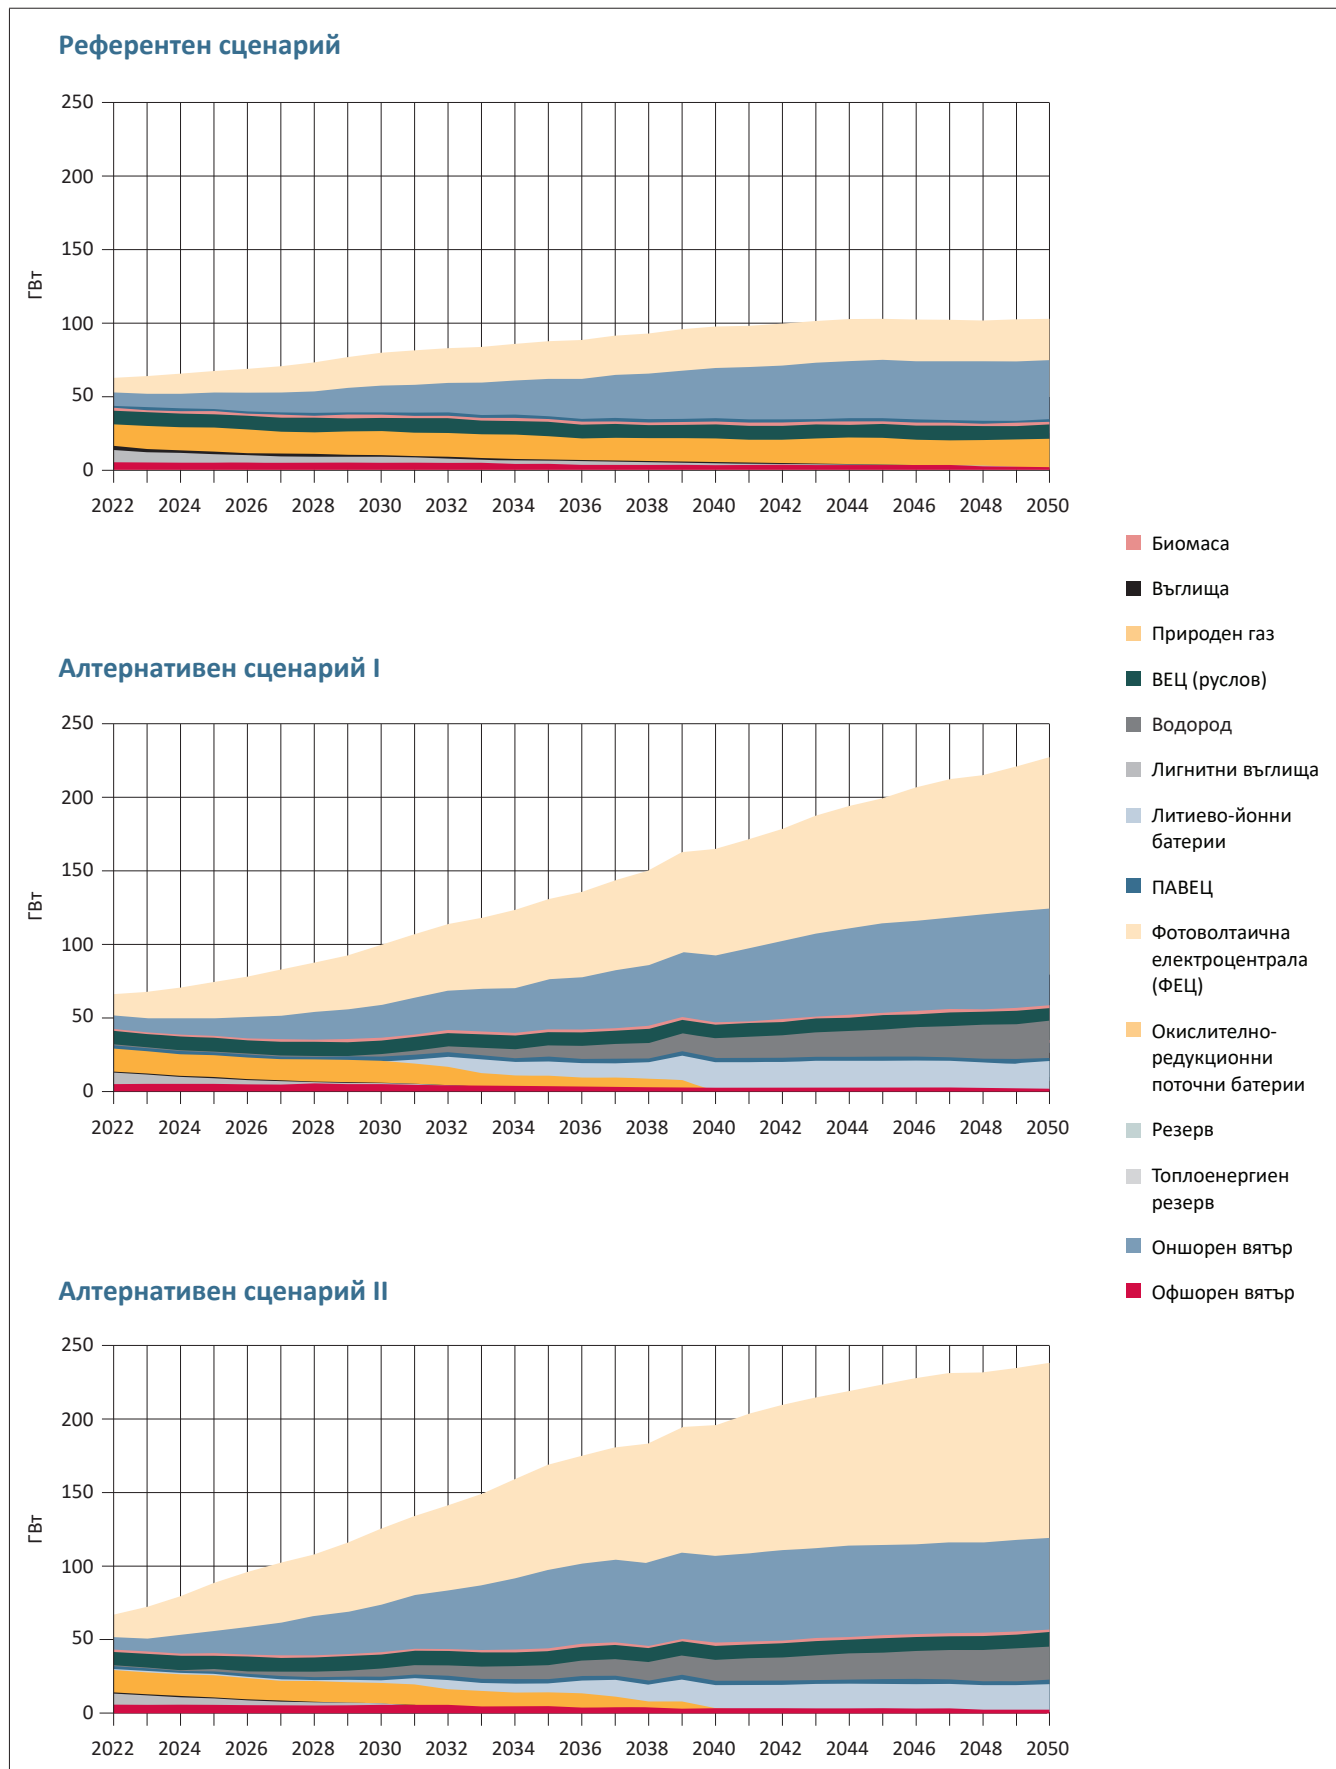 Референтен сценарий
250
200
150
100
50
0
ГВт
2022 2024 2026 2028 2030 2032 2034 2036 2038 2040 2042 2044 2046 2048 2050
Алтернативен сценарий I
250
200
150
100
50
0
ГВт
2022 2024 2026 2028 2030 2032 2034 2036 2038 2040 2042 2044 2046 2048 2050
Алтернативен сценарий II
250
200
150
100
50
0
ГВт
2022 2024 2026 2028 2030 2032 2034 2036 2038 2040 2042 2044 2046 2048 2050
Биомаса
Въглища
Природен газ
ВЕЦ (руслов)
Водород
Лигнитни въглища
Литиево-йонни
батерии
ПАВЕЦ
Фотоволтаична
електроцентрала
(ФЕЦ)
Окислително-
редукционни
поточни батерии
Резерв
Топлоенергиен
резерв
Оншорен вятър
Офшорен вятър